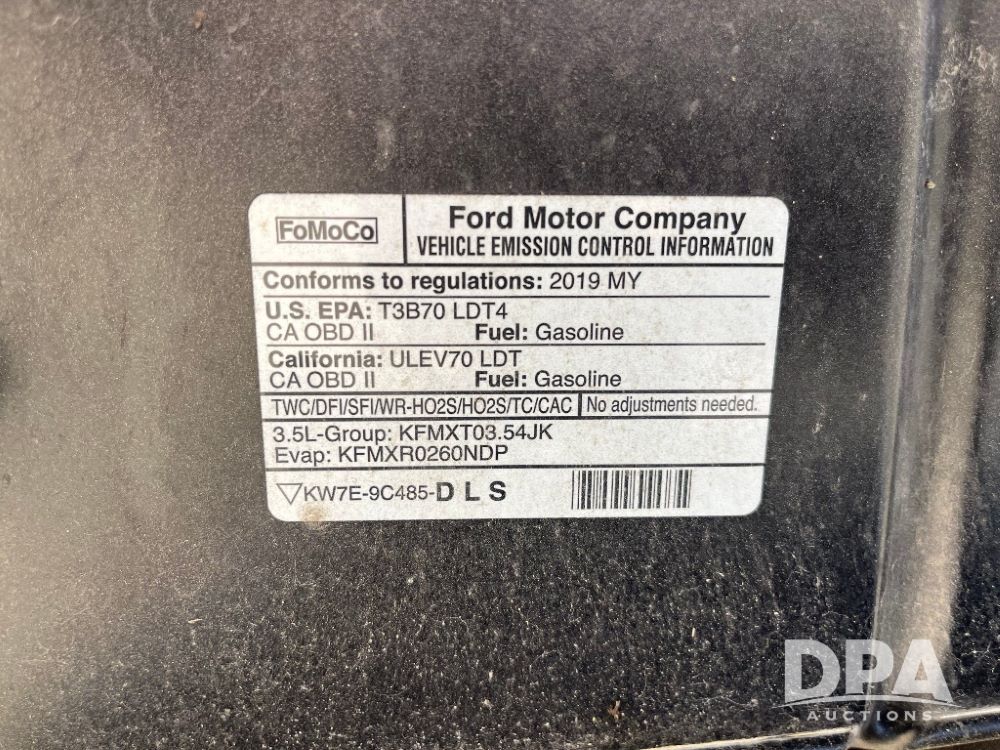 FoMoCo
Ford Motor Company
VEHICLE EMISSION CONTROL INFORMATION
Conforms to regulations: 2019 MY
U.S. EPA: T3B70 LDT4
CA OBD II Fuel: Gasoline
California: ULEV70 LDT
CA OBD II Fuel: Gasoline
TWC/DFI/SFI/WR-HO2S/HO2S/TC/CAC No adjustments needed.
3.5L-Group: KFMXT03.54JK
Evap: KFMXR0260NDP
▽KW7E-9C485-D L S
DPA
AUCTIONS